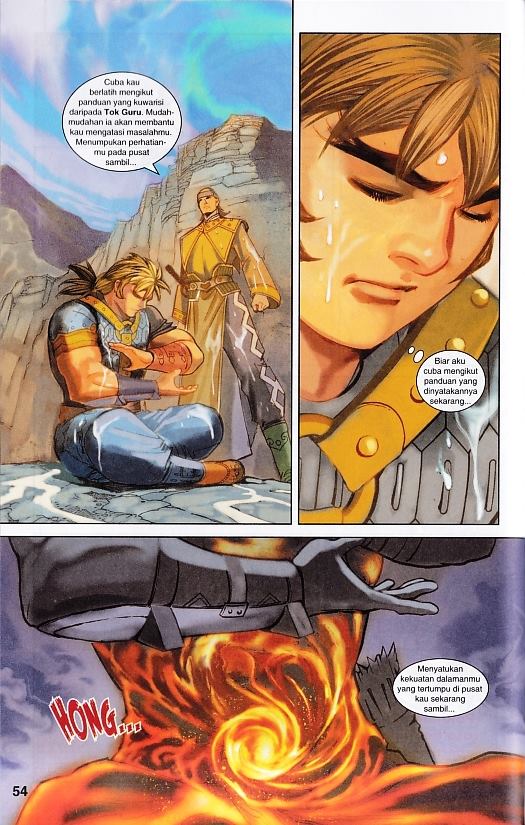 Cuba kau
berlatih mengikut
panduan yang kuwarisi
daripada Tok Guru. Mudah-
mudahan ia akan membantu
kau mengatasi masalahmu.
Menumpukan perhatian-
mu pada pusat
sambil...
Biar aku
cuba mengikut
panduan yang
dinyatakannya
sekarang...
Menyatukan
kekuatan dalamanmu
yang tertumpu di pusat
kau sekarang
sambil...
HONG...
54